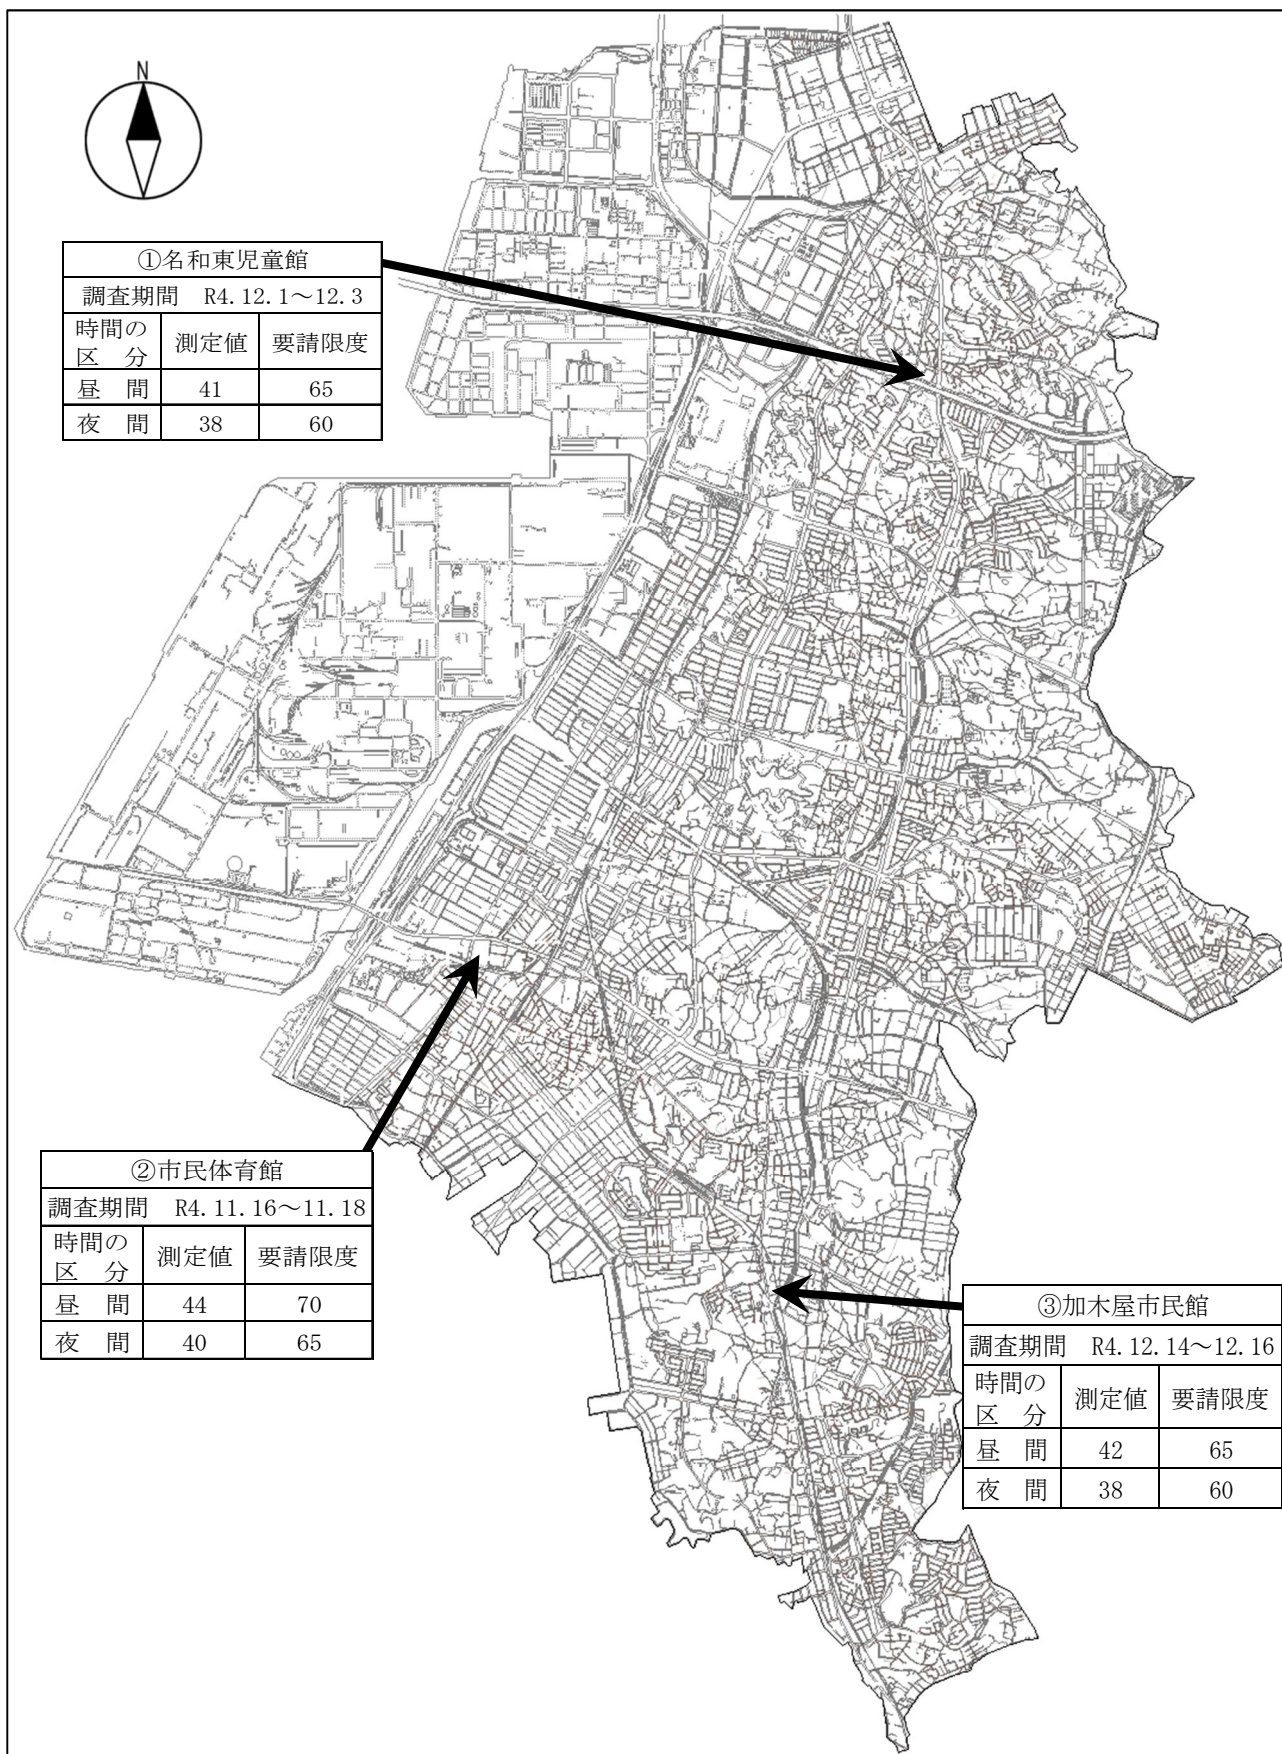 N
①名和東児童館
調査期間 R4.12.1～12.3
時間の区分 測定値 要請限度
昼間 41 65
夜間 38 60
②市民体育館
調査期間 R4.11.16～11.18
時間の区分 測定値 要請限度
昼間 44 70
夜間 40 65
③加木屋市民館
調査期間 R4.12.14～12.16
時間の区分 測定値 要請限度
昼間 42 65
夜間 38 60